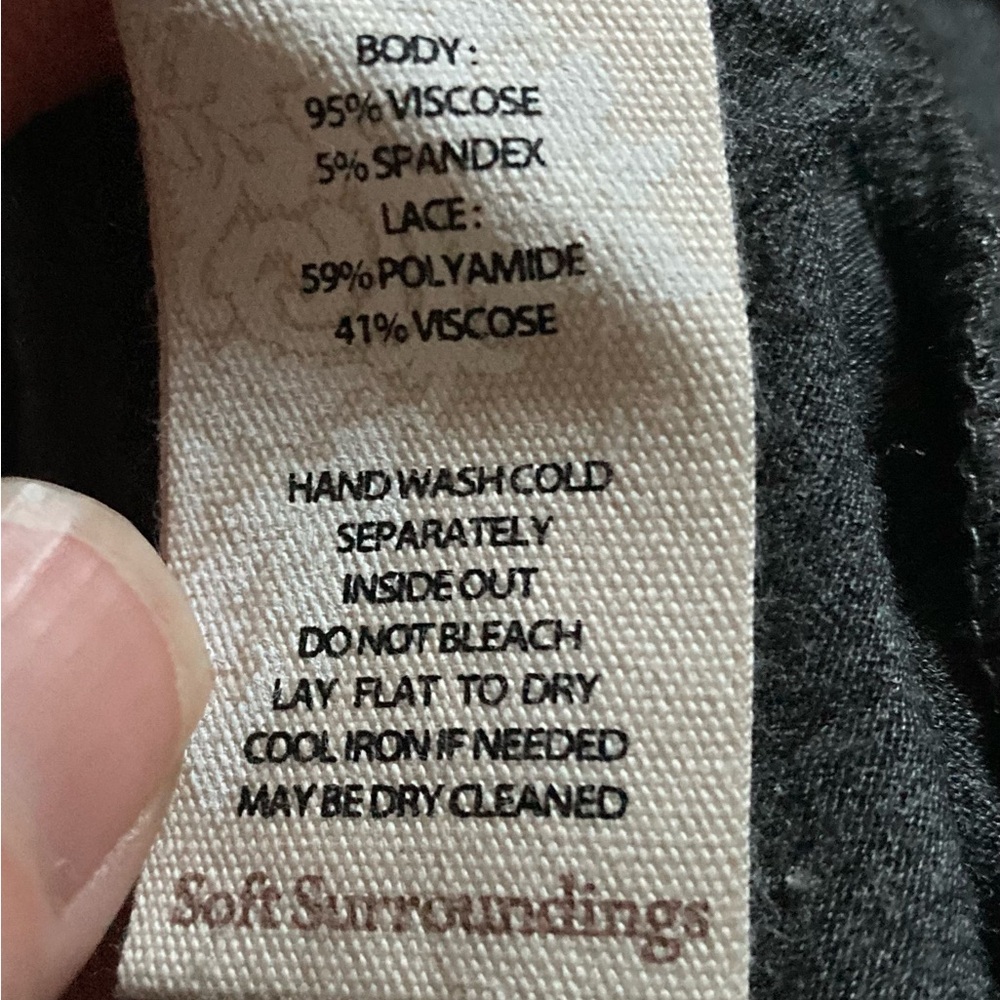 BODY:
95% VISCOSE
5% SPANDEX
LACE:
59% POLYAMIDE
41% VISCOSE
HAND WASH COLD
SEPARATELY
INSIDE OUT
DO NOT BLEACH
LAY FLAT TO DRY
COOL IRON IF NEEDED
MAY BE DRY CLEANED
Soft Surroundings